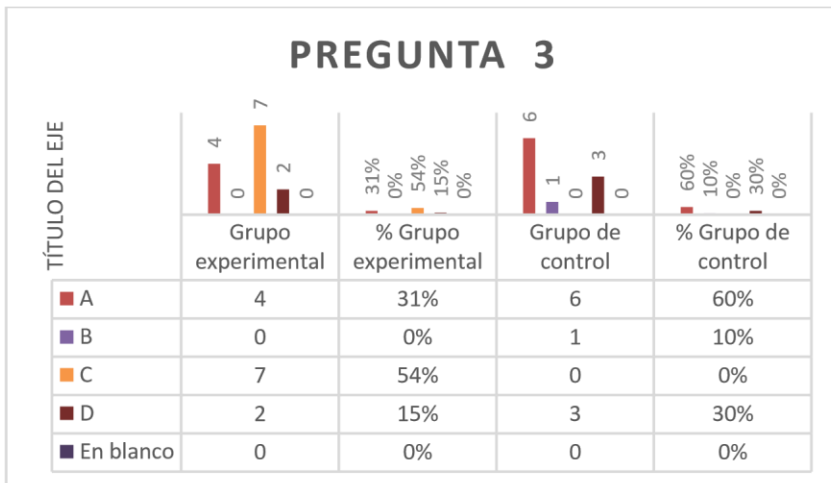 PREGUNTA 3
TÍTULO DEL EJE
4 0 7 2 0
31% 0% 54% 15% 0%
6 1 0 3 0
60% 10% 0% 30% 0%
Grupo experimental
% Grupo experimental
Grupo de control
% Grupo de control
A 4 31% 6 60%
B 0 0% 1 10%
C 7 54% 0 0%
D 2 15% 3 30%
En blanco 0 0% 0 0%